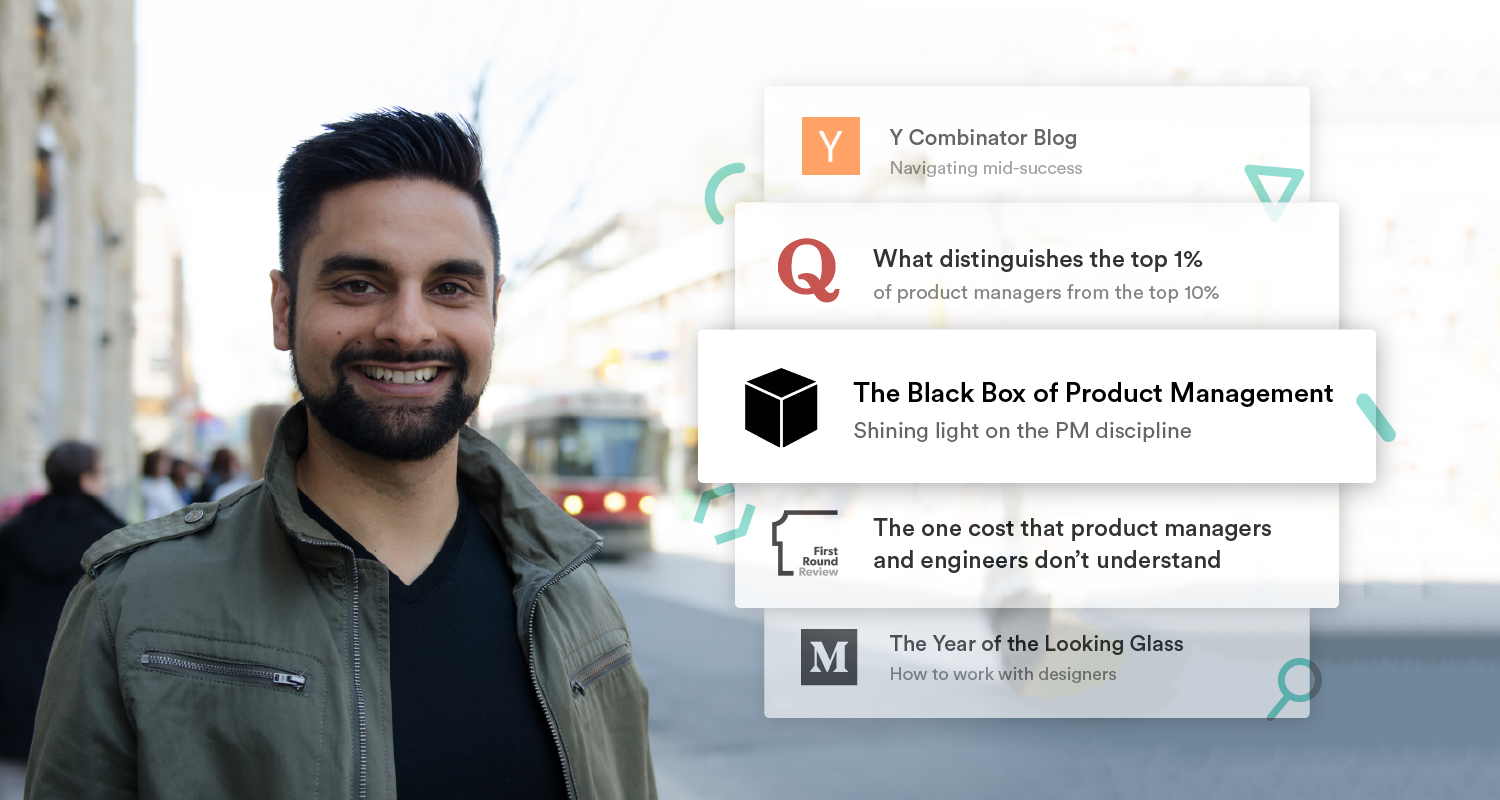 Y
Y Combinator Blog
Navigating mid-success
Q
What distinguishes the top 1%
of product managers from the top 10%
The Black Box of Product Management
Shining light on the PM discipline
First
Round
Review
The one cost that product managers
and engineers don’t understand
M
The Year of the Looking Glass
How to work with designers